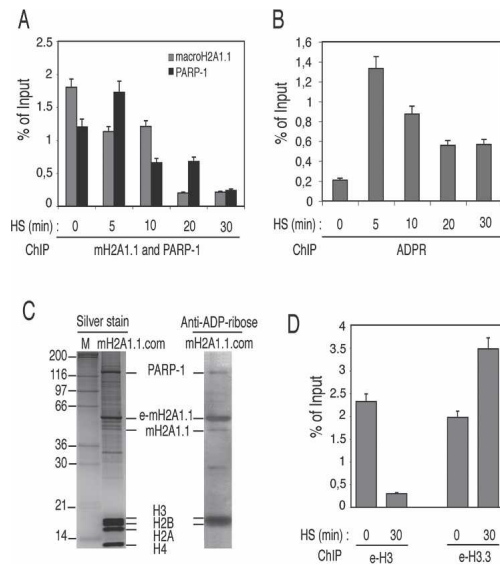 A
2.5
2
1.5
1
0,5
0
% of Input
macroH2A1.1
PARP-1
HS (min) : 0 5 10 20 30
ChIP mH2A1.1 and PARP-1
B
1,6
1,4
1,2
1,0
0,8
0,6
0,4
0,2
0
% of Input
HS (min) : 0 5 10 20 30
ChIP ADPR
C
Silver stain
M mH2A1.1.com
200
116
97
66
36
30
21
14
Anti-ADP-ribose
mH2A1.1.com
PARP-1
e-mH2A1.1
mH2A1.1
H3
H2B
H2A
H4
D
4
3.5
3
2.5
2
1.5
1
0,5
0
% of Input
HS (min) : 0 30 0 30
ChIP e-H3 e-H3.3